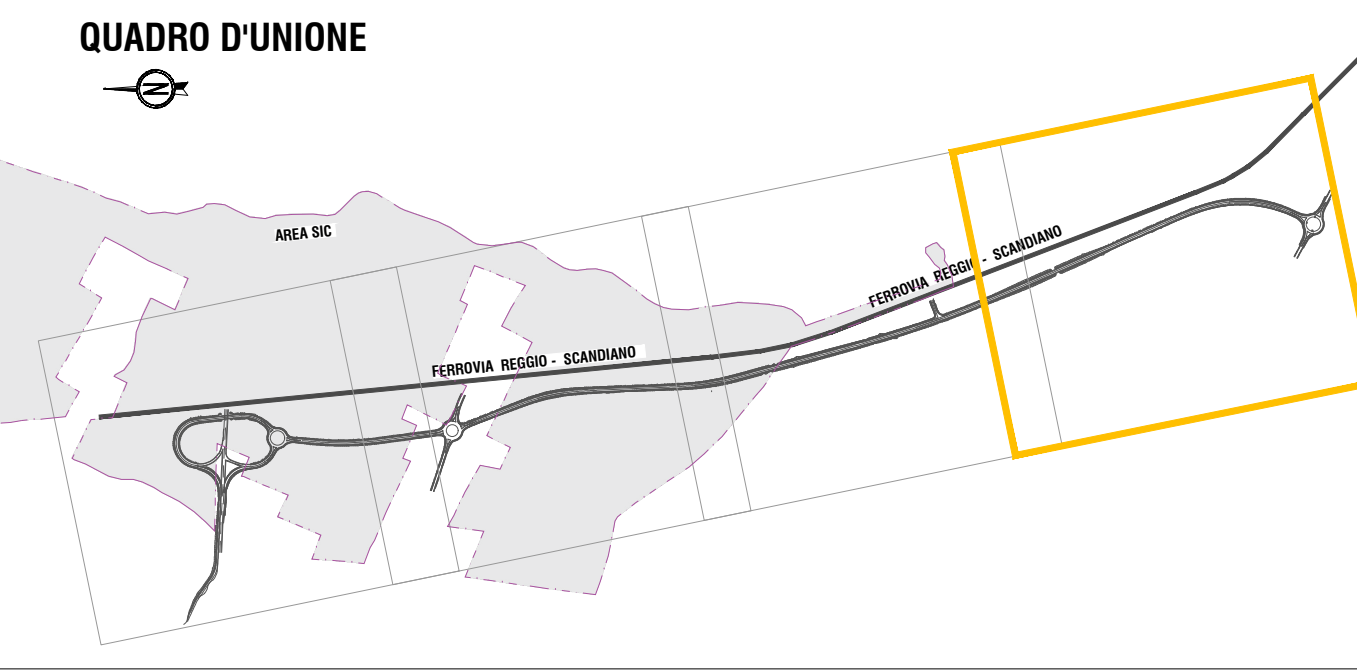 QUADRO D'UNIONE
N
AREA SIC
FERROVIA REGGIO - SCANDIANO
FERROVIA REGGIO - SCANDIANO